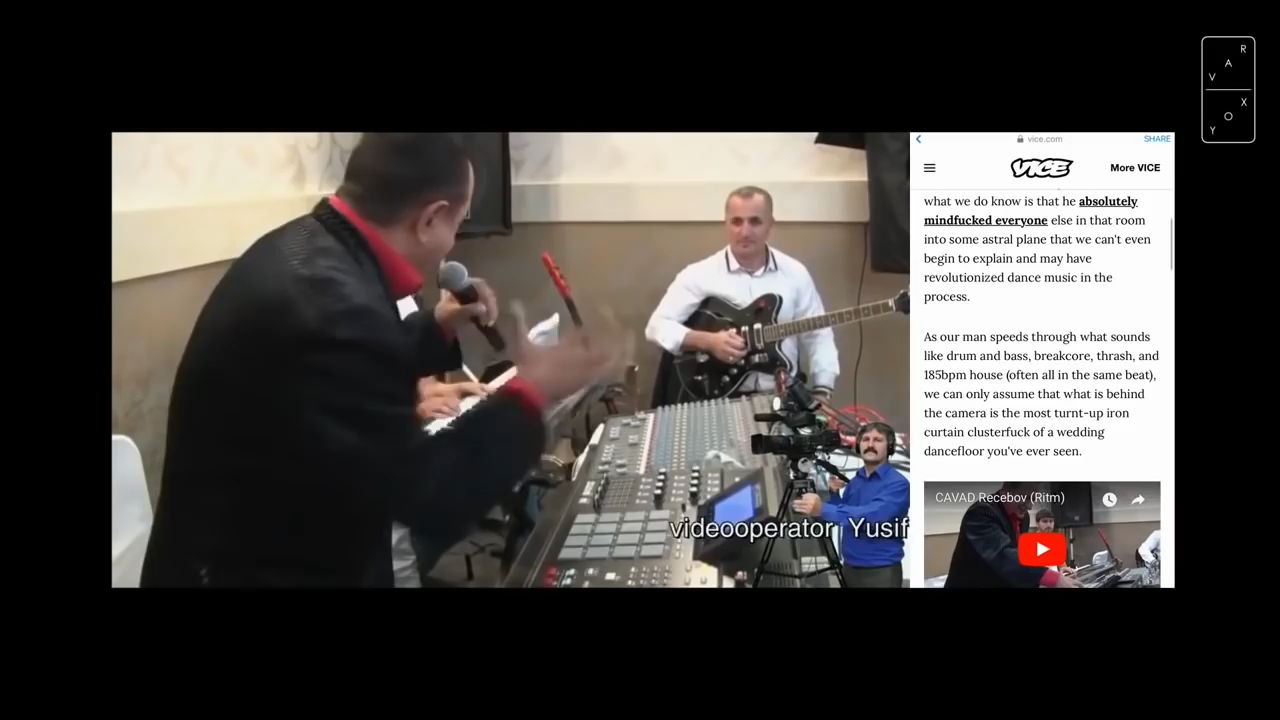 R
A
V
X
O
Y
vice.com
SHARE
VICE
More VICE
what we do know is that he absolutely
mindfucked everyone else in that room
into some astral plane that we can't even
begin to explain and may have
revolutionized dance music in the
process.
As our man speeds through what sounds
like drum and bass, breakcore, thrash, and
185bpm house (often all in the same beat),
we can only assume that what is behind
the camera is the most turnt-up iron
curtain clusterfuck of a wedding
dancefloor you've ever seen.
CAVAD Recebov (Ritm)
videooperator Yusif